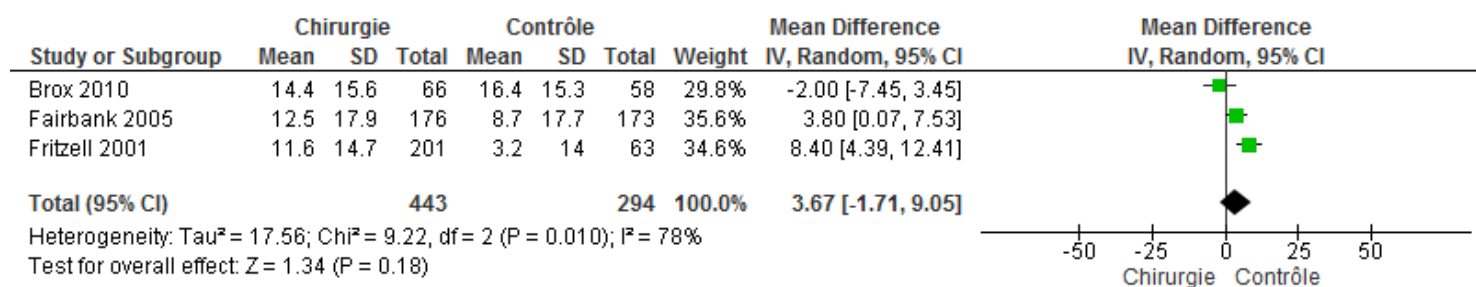 Chirurgie Contrôle Mean Difference Mean Difference
Study or Subgroup Mean SD Total Mean SD Total Weight IV, Random, 95% CI IV, Random, 95% CI
Brox 2010 14.4 15.6 66 16.4 15.3 58 29.8% -2.00 [-7.45, 3.45]
Fairbank 2005 12.5 17.9 176 8.7 17.7 173 35.6% 3.80 [0.07, 7.53]
Fritzell 2001 11.6 14.7 201 3.2 14 63 34.6% 8.40 [4.39, 12.41]
Total (95% CI) 443 294 100.0% 3.67 [-1.71, 9.05]
Heterogeneity: Tau² = 17.56; Chi² = 9.22, df = 2 (P = 0.010); I² = 78%
Test for overall effect: Z = 1.34 (P = 0.18)
-50 -25 0 25 50
Chirurgie Contrôle